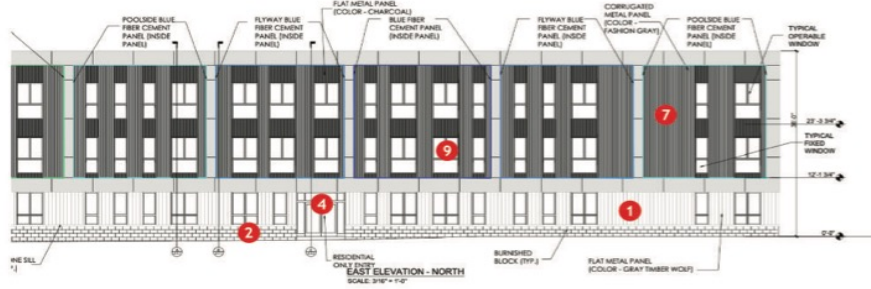 POOLSIDE BLUE
FIBER CEMENT
PANEL (INSIDE
PANEL)
FLYWAY BLUE
FIBER CEMENT
PANEL (INSIDE
PANEL)
FLAT METAL PANEL
(COLOR - CHARCOAL)
BLUE FIBER
CEMENT PANEL
(INSIDE PANEL)
FLYWAY BLUE
FIBER CEMENT
PANEL (INSIDE
PANEL)
CORRUGATED
METAL PANEL
(COLOR -
FASHION GRAY)
POOLSIDE BLUE
FIBER CEMENT
PANEL (INSIDE
PANEL)
TYPICAL
OPERABLE
WINDOW
7
23' -3 3/4"
TYPICAL
FIXED
WINDOW
9
12'-1 3/4"
4
1
2
0'-0"
NE SILL
RESIDENTIAL
ONLY ENTRY
BURNISHED
BLOCK (TYP.)
FLAT METAL PANEL
(COLOR - GRAY TIMBER WOLF)
EAST ELEVATION - NORTH
SCALE: 3/16" = 1'-0"